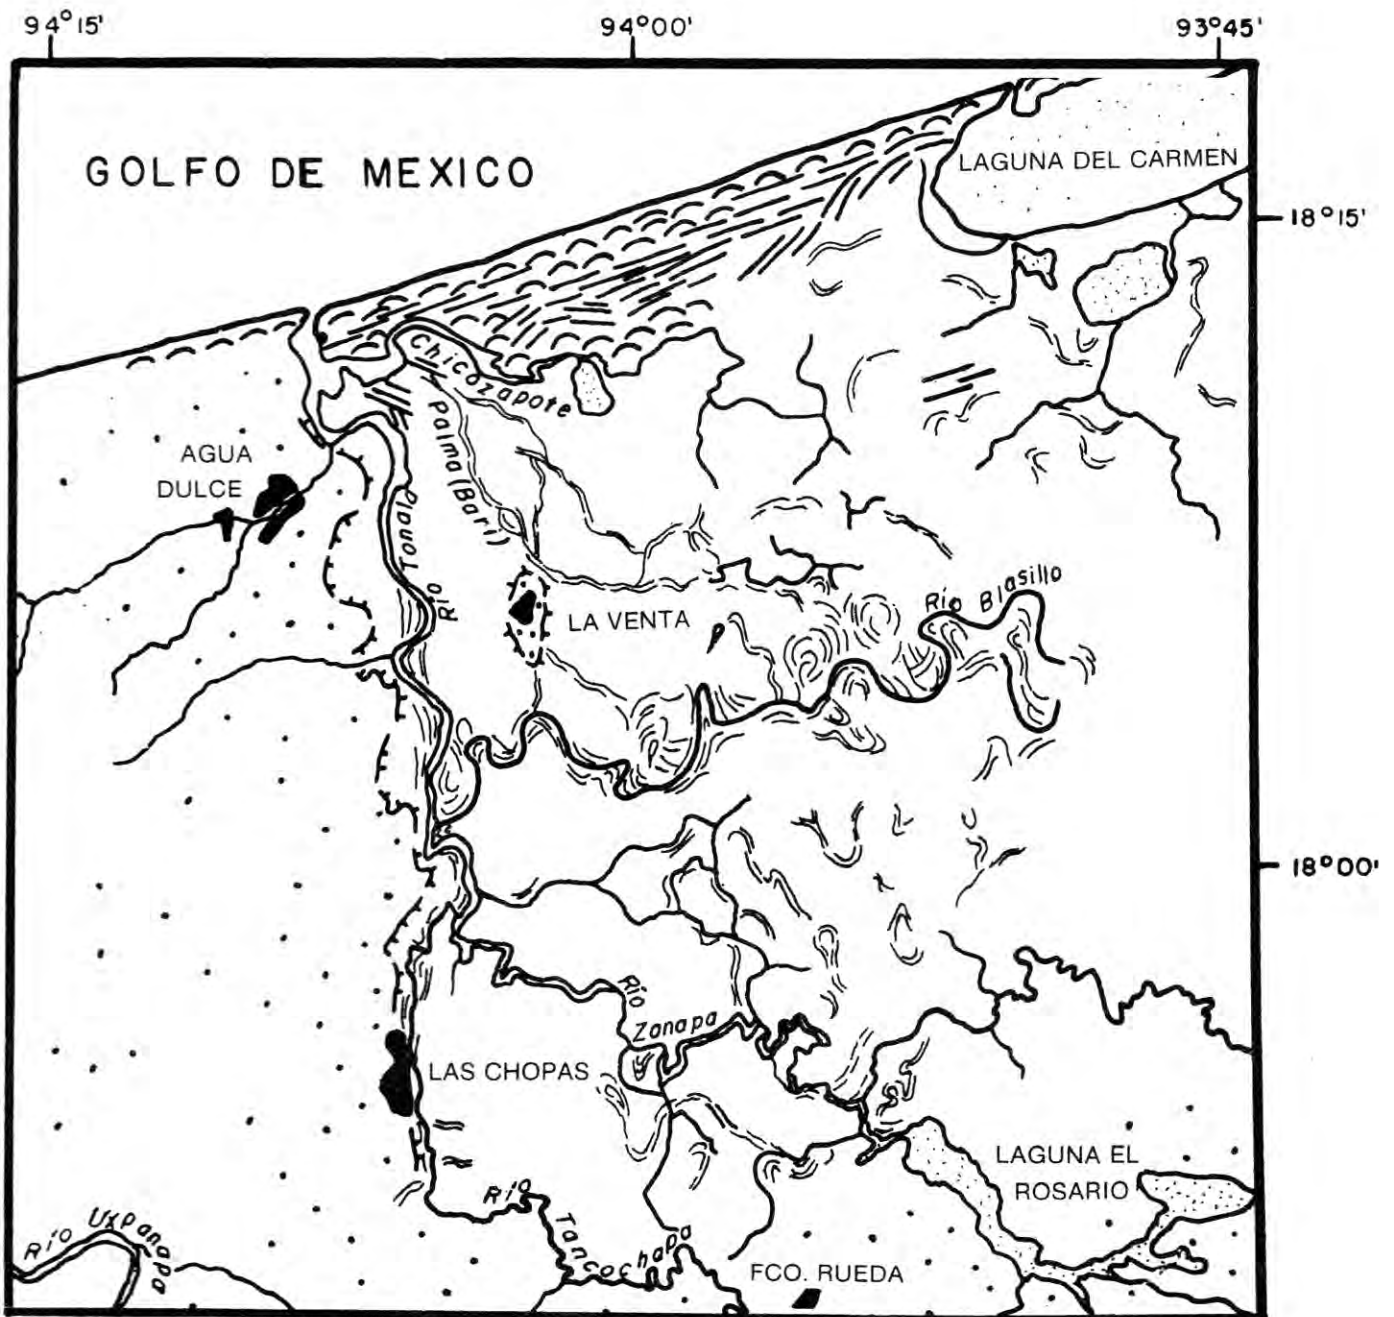 94°15'
94°00'
93°45'
GOLFO DE MEXICO
LAGUNA DEL CARMEN
18°15'
Chicozapote
Palma (Bari)
AGUA
DULCE
Río Tonalá
Río Blasillo
LA VENTA
18°00'
Río
Zanapa
LAS CHOPAS
LAGUNA EL
ROSARIO
Río
Tancochapa
Río Uxpanapa
FCO. RUEDA